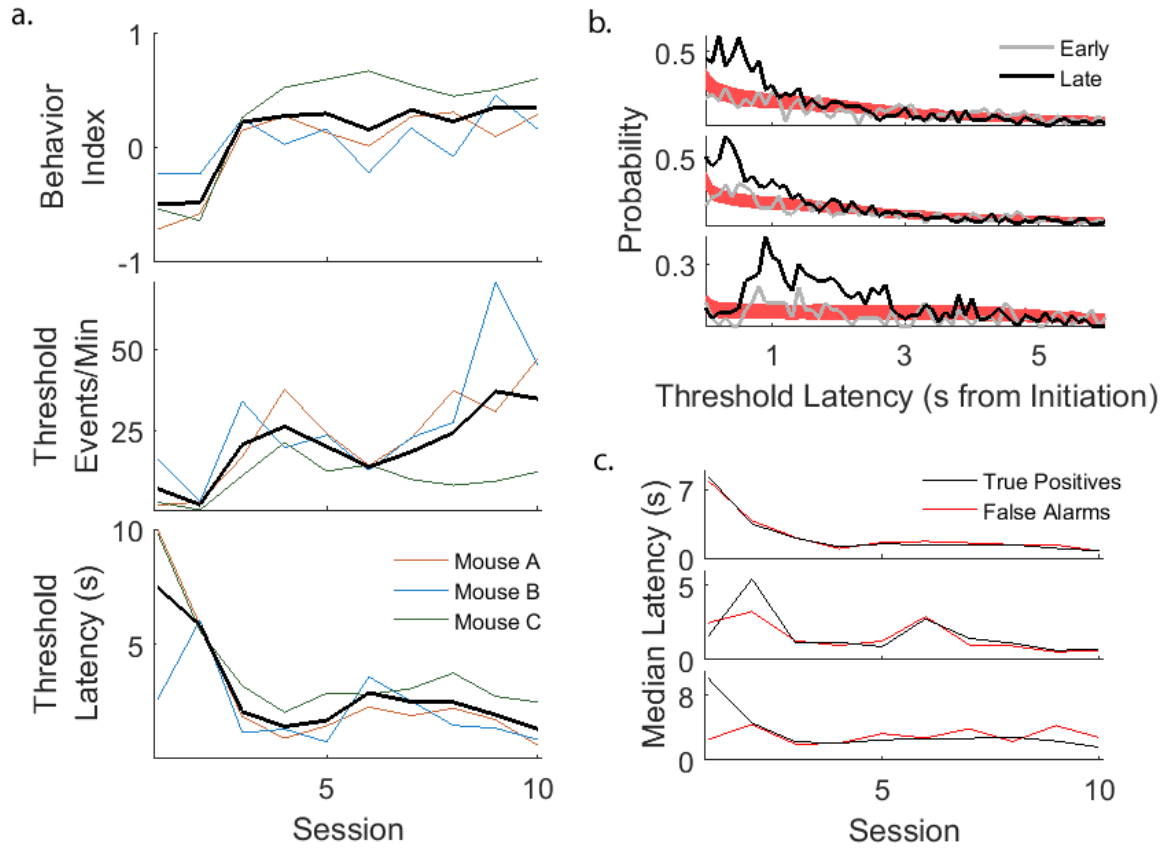 a.
Behavior
Index
1
0
-1
Threshold
Events/Min
50
25
Threshold
Latency (s)
10
5
Mouse A
Mouse B
Mouse C
5
10
Session
b.
Probability
0.5
Early
Late
0.5
0.3
1
3
5
Threshold Latency (s from Initiation)
c.
Median Latency (s)
7
0
True Positives
False Alarms
5
0
8
0
5
10
Session